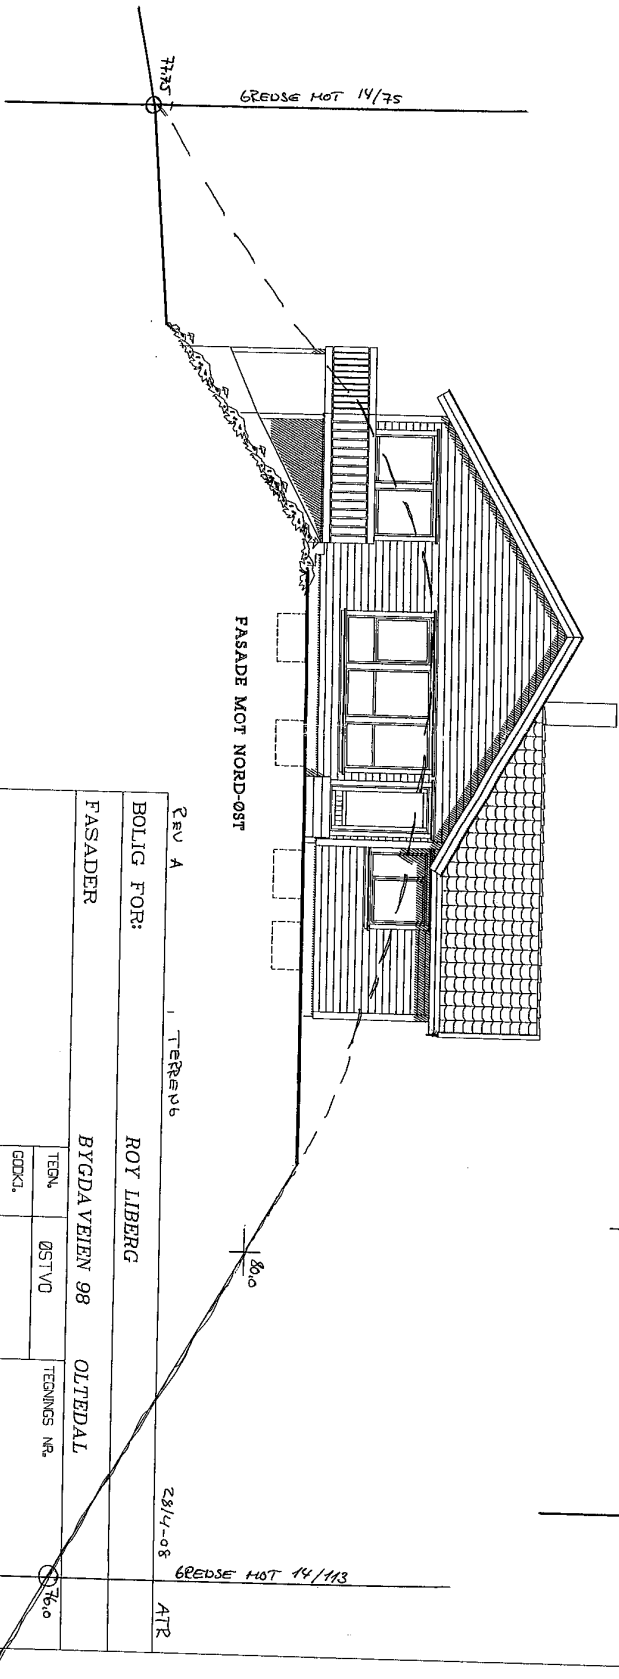 GRENSE MOT 14/75
77.75
FASADE MOT NORD-ØST
80,0
GRENSE MOT 14/113
76,0
REV A TERRENG 28/4-08 ATR
BOLIG FOR: ROY LIBERG
FASADER BYGDAVEIEN 98 OLTEDAL
TEGN. ØSTVO TEGNINGS NR.
GODKJ.